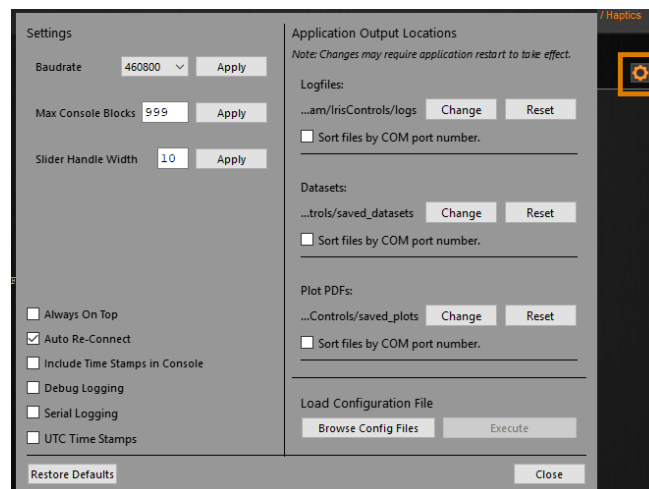 / Haptics
Settings
Baudrate 460800 Apply
Max Console Blocks 999 Apply
Slider Handle Width 10 Apply
Always On Top
Auto Re-Connect
Include Time Stamps in Console
Debug Logging
Serial Logging
UTC Time Stamps
Restore Defaults
Application Output Locations
Note: Changes may require application restart to take effect.
Logfiles:
...am/IrisControls/logs Change Reset
Sort files by COM port number.
Datasets:
...trols/saved_datasets Change Reset
Sort files by COM port number.
Plot PDFs:
...Controls/saved_plots Change Reset
Sort files by COM port number.
Load Configuration File
Browse Config Files Execute
Close